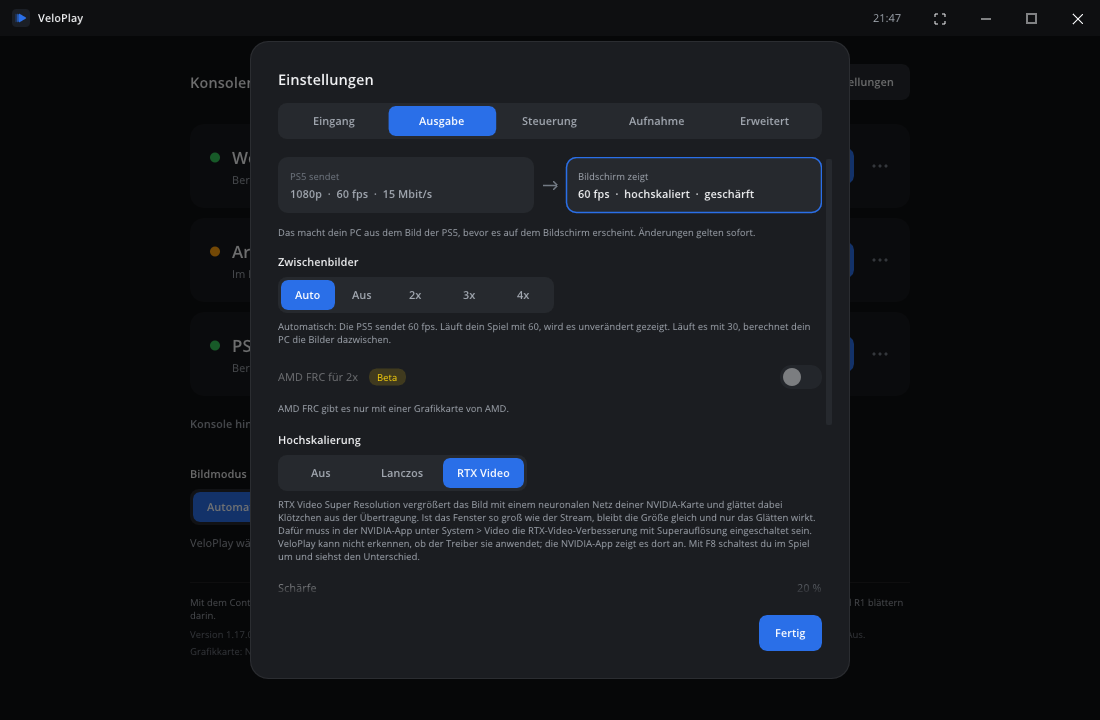 VeloPlay
21:47
Einstellungen
Eingang
Ausgabe
Steuerung
Aufnahme
Erweitert
PS5 sendet
1080p · 60 fps · 15 Mbit/s
→
Bildschirm zeigt
60 fps · hochskaliert · geschärft
Das macht dein PC aus dem Bild der PS5, bevor es auf dem Bildschirm erscheint. Änderungen gelten sofort.
Zwischenbilder
Auto
Aus
2x
3x
4x
Automatisch: Die PS5 sendet 60 fps. Läuft dein Spiel mit 60, wird es unverändert gezeigt. Läuft es mit 30, berechnet dein
PC die Bilder dazwischen.
AMD FRC für 2x
Beta
AMD FRC gibt es nur mit einer Grafikkarte von AMD.
Hochskalierung
Aus
Lanczos
RTX Video
RTX Video Super Resolution vergrößert das Bild mit einem neuronalen Netz deiner NVIDIA-Karte und glättet dabei
Klötzchen aus der Übertragung. Ist das Fenster so groß wie der Stream, bleibt die Größe gleich und nur das Glätten wirkt.
Dafür muss in der NVIDIA-App unter System > Video die RTX-Video-Verbesserung mit Superauflösung eingeschaltet sein.
VeloPlay kann nicht erkennen, ob der Treiber sie anwendet; die NVIDIA-App zeigt es dort an. Mit F8 schaltest du im Spiel
um und siehst den Unterschied.
Schärfe
20 %
Fertig
Konsole
Bildmodus
VeloPlay
Mit dem
R1 blättern
darin.
Version
Grafikkarte: